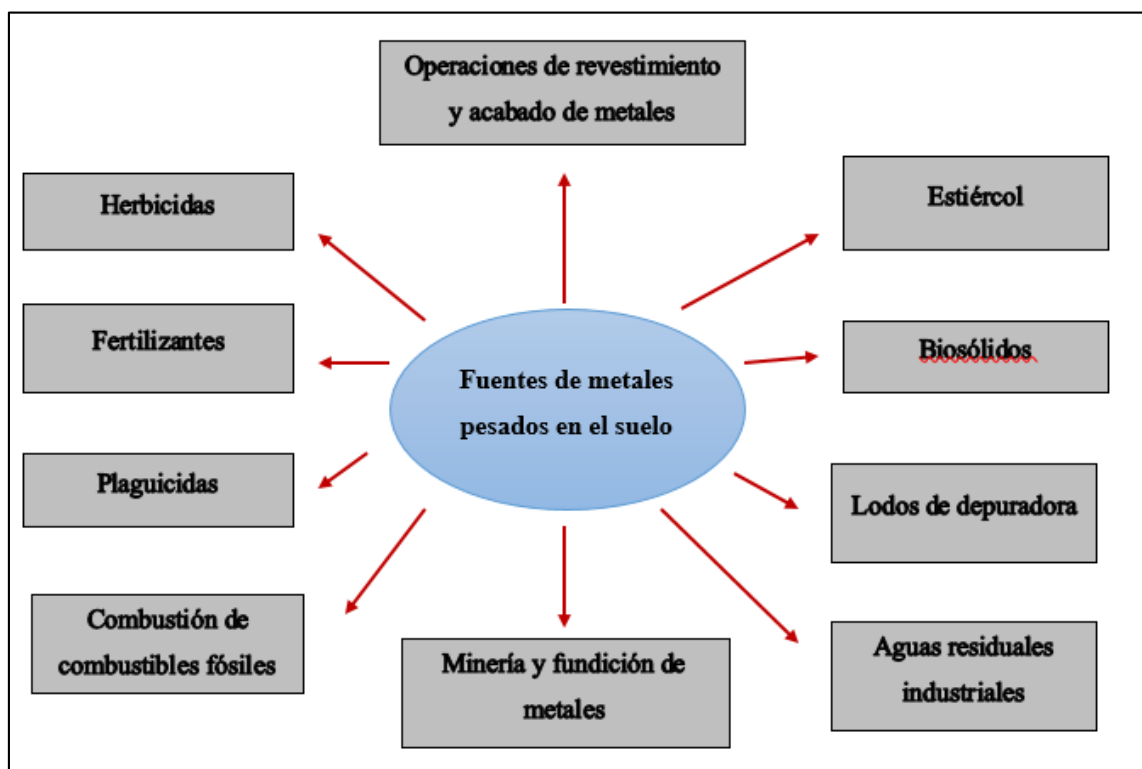 Operaciones de revestimiento
y acabado de metales
Herbicidas
Estiércol
Fertilizantes
Biosólidos
Fuentes de metales
pesados en el suelo
Plaguicidas
Lodos de depuradora
Combustión de
combustibles fósiles
Minería y fundición de
metales
Aguas residuales
industriales